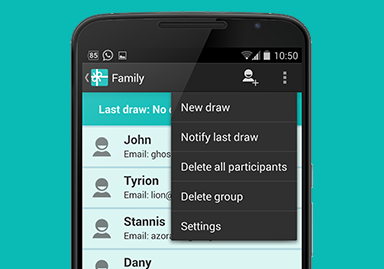 85 10:50
Family
Last draw: No
New draw
Notify last draw
Delete all participants
Delete group
Settings
John
Email: ghos
Tyrion
Email: lion@
Stannis
Email: azora
Dany